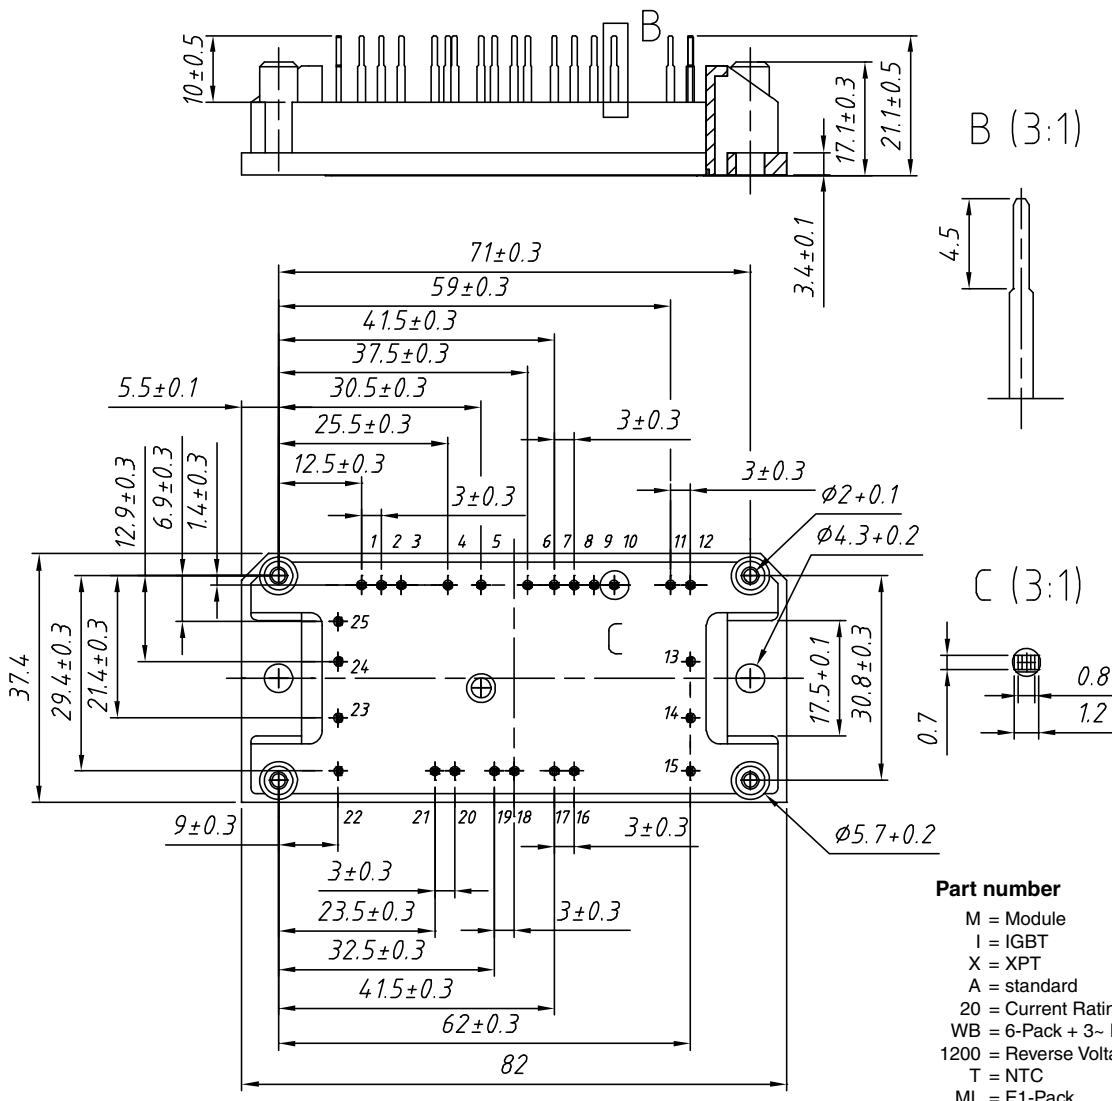 B
10±0.5
17.1±0.3
21.1±0.5
3.4±0.1
B (3:1)
4.5
71±0.3
59±0.3
41.5±0.3
37.5±0.3
5.5±0.1
30.5±0.3
25.5±0.3
3±0.3
12.5±0.3
3±0.3
3±0.3
12.9±0.3
6.9±0.3
1.4±0.3
Ø2+0.1
Ø4.3+0.2
1 2 3 4 5 6 7 8 9 10 11 12
C (3:1)
25
C
24
13
37.4
29.4±0.3
21.4±0.3
17.5+0.1
30.8±0.3
0.7
0.8
1.2
23
14
15
22 21 20 19 18 17 16
9±0.3
3±0.3
Ø5.7+0.2
3±0.3
23.5±0.3
3±0.3
32.5±0.3
41.5±0.3
62±0.3
82
Part number
M = Module
I = IGBT
X = XPT
A = standard
20 = Current
WB = 6-Pack + 3~
1200 = Reverse
T = NTC
ML = E1-Pack